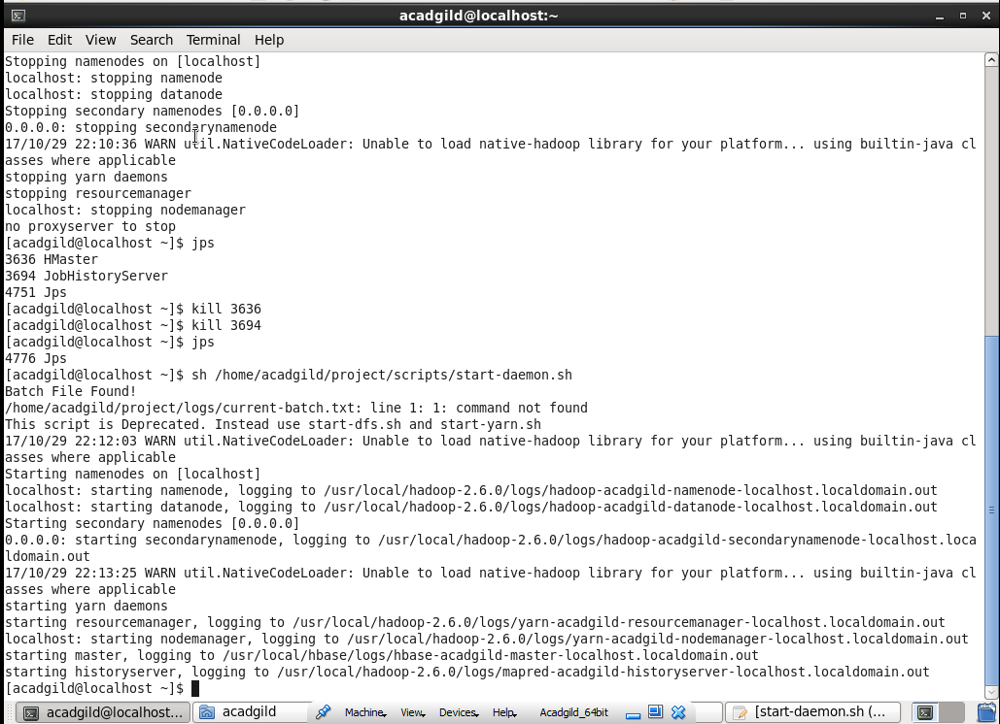 acadgild@localhost:~
File Edit View Search Terminal Help
Stopping namenodes on [localhost]
localhost: stopping namenode
localhost: stopping datanode
Stopping secondary namenodes [0.0.0.0]
0.0.0.0: stopping secondarynamenode
17/10/29 22:10:36 WARN util.NativeCodeLoader: Unable to load native-hadoop library for your platform... using builtin-java cl
asses where applicable
stopping yarn daemons
stopping resourcemanager
localhost: stopping nodemanager
no proxyserver to stop
[acadgild@localhost ~]$ jps
3636 HMaster
3694 JobHistoryServer
4751 Jps
[acadgild@localhost ~]$ kill 3636
[acadgild@localhost ~]$ kill 3694
[acadgild@localhost ~]$ jps
4776 Jps
[acadgild@localhost ~]$ sh /home/acadgild/project/scripts/start-daemon.sh
Batch File Found!
/home/acadgild/project/logs/current-batch.txt: line 1: 1: command not found
This script is Deprecated. Instead use start-dfs.sh and start-yarn.sh
17/10/29 22:12:03 WARN util.NativeCodeLoader: Unable to load native-hadoop library for your platform... using builtin-java cl
asses where applicable
Starting namenodes on [localhost]
localhost: starting namenode, logging to /usr/local/hadoop-2.6.0/logs/hadoop-acadgild-namenode-localhost.localdomain.out
localhost: starting datanode, logging to /usr/local/hadoop-2.6.0/logs/hadoop-acadgild-datanode-localhost.localdomain.out
Starting secondary namenodes [0.0.0.0]
0.0.0.0: starting secondarynamenode, logging to /usr/local/hadoop-2.6.0/logs/hadoop-acadgild-secondarynamenode-localhost.loca
ldomain.out
17/10/29 22:13:25 WARN util.NativeCodeLoader: Unable to load native-hadoop library for your platform... using builtin-java cl
asses where applicable
starting yarn daemons
starting resourcemanager, logging to /usr/local/hadoop-2.6.0/logs/yarn-acadgild-resourcemanager-localhost.localdomain.out
localhost: starting nodemanager, logging to /usr/local/hadoop-2.6.0/logs/yarn-acadgild-nodemanager-localhost.localdomain.out
starting master, logging to /usr/local/hbase/logs/hbase-acadgild-master-localhost.localdomain.out
starting historyserver, logging to /usr/local/hadoop-2.6.0/logs/mapred-acadgild-historyserver-localhost.localdomain.out
[acadgild@localhost ~]$
acadgild@localhost... acadgild Machine View Devices Help Acadgild_64bit [start-daemon.sh (...